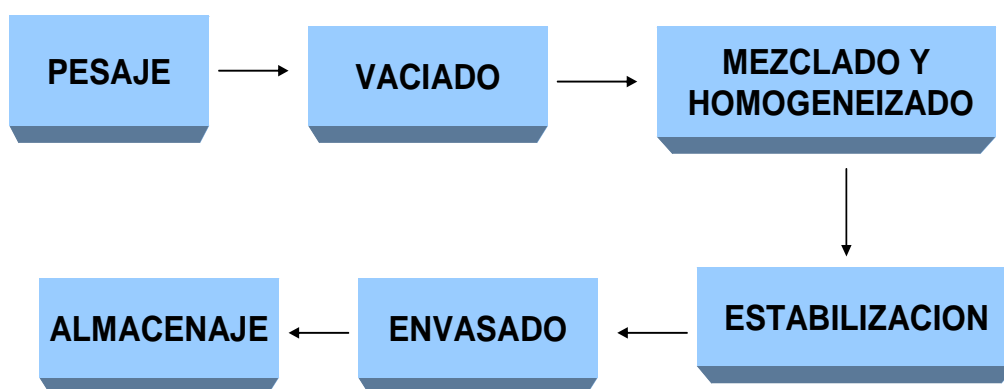 PESAJE
VACIADO
MEZCLADO Y
HOMOGENEIZADO
ESTABILIZACION
ENVASADO
ALMACENAJE